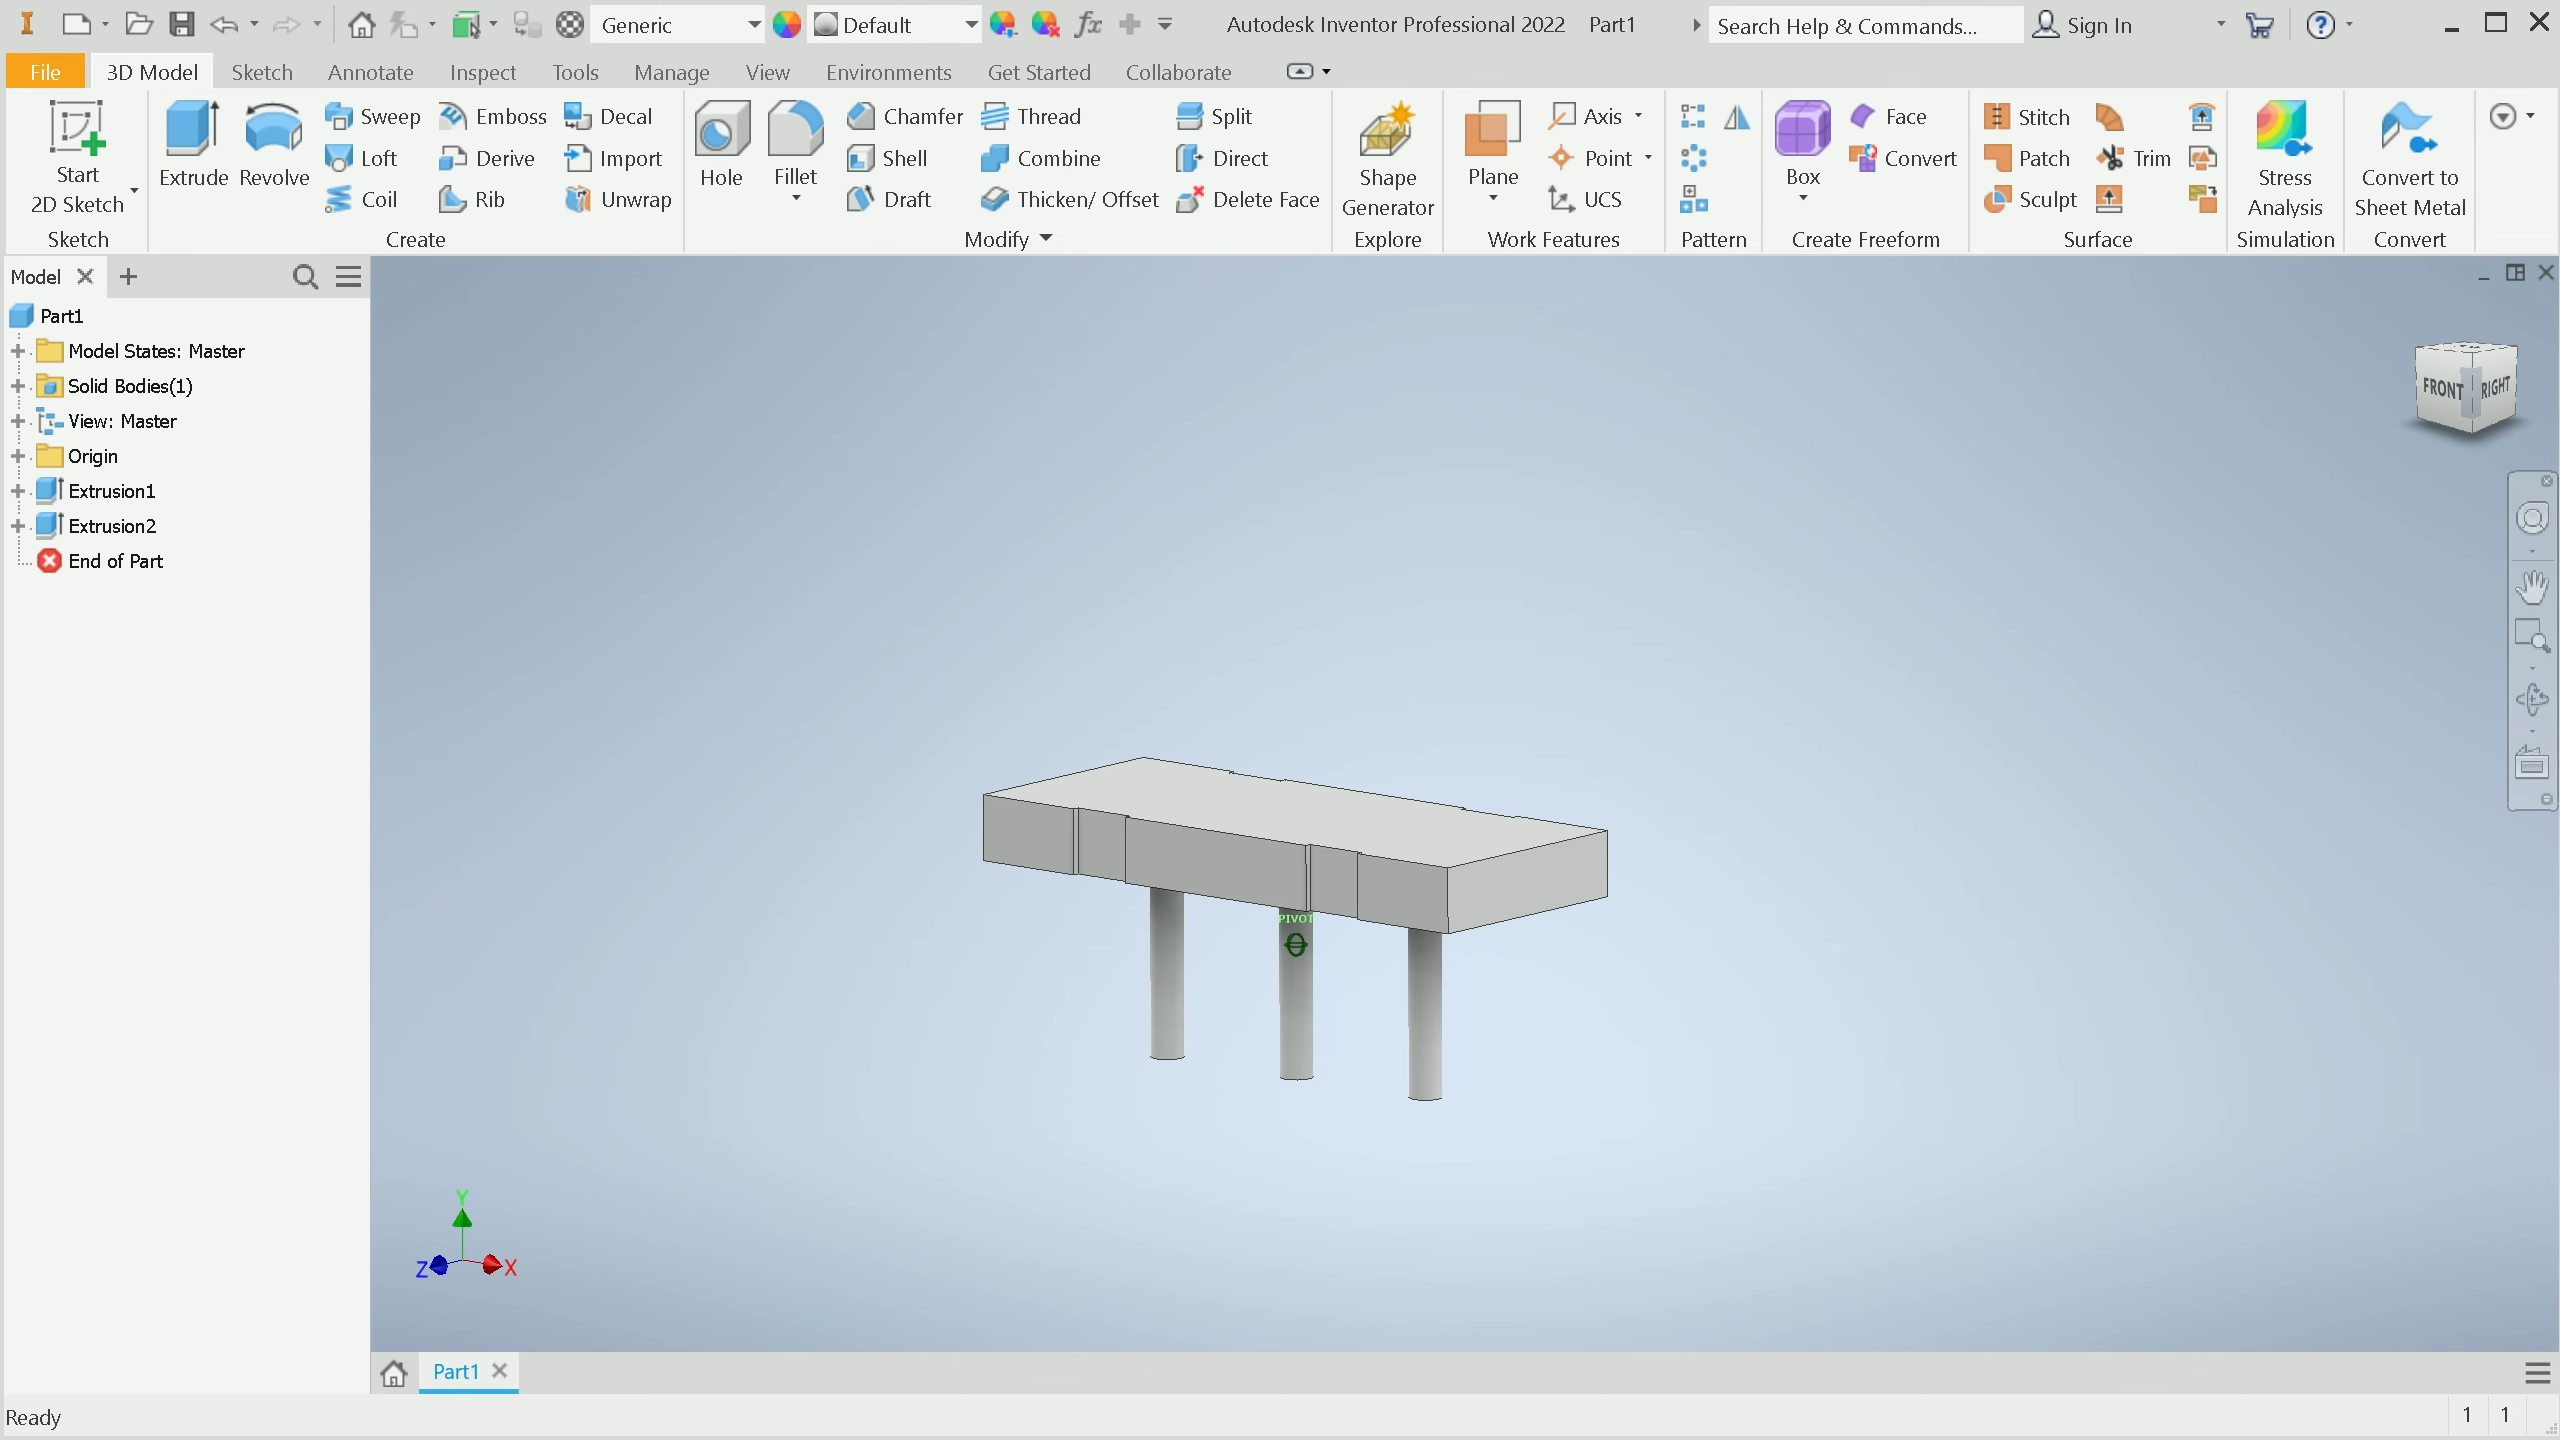 Generic
Default
Autodesk Inventor Professional 2022 Part1
Search Help & Commands...
Sign In
File 3D Model Sketch Annotate Inspect Tools Manage View Environments Get Started Collaborate
Start
2D Sketch
Sketch
Extrude Revolve
Sweep Emboss Decal
Loft Derive Import
Coil Rib Unwrap
Create
Hole Fillet
Chamfer Thread Split
Shell Combine Direct
Draft Thicken/ Offset Delete Face
Modify
Shape
Generator
Explore
Plane
Axis
Point
UCS
Work Features
Pattern
Box
Face
Convert
Create Freeform
Stitch
Patch Trim
Sculpt
Surface
Stress
Analysis
Simulation
Convert to
Sheet Metal
Convert
Model
Part1
Model States: Master
Solid Bodies(1)
View: Master
Origin
Extrusion1
Extrusion2
End of Part
FRONT RIGHT
PIVOT
Y
Z X
Part1
Ready
1 1